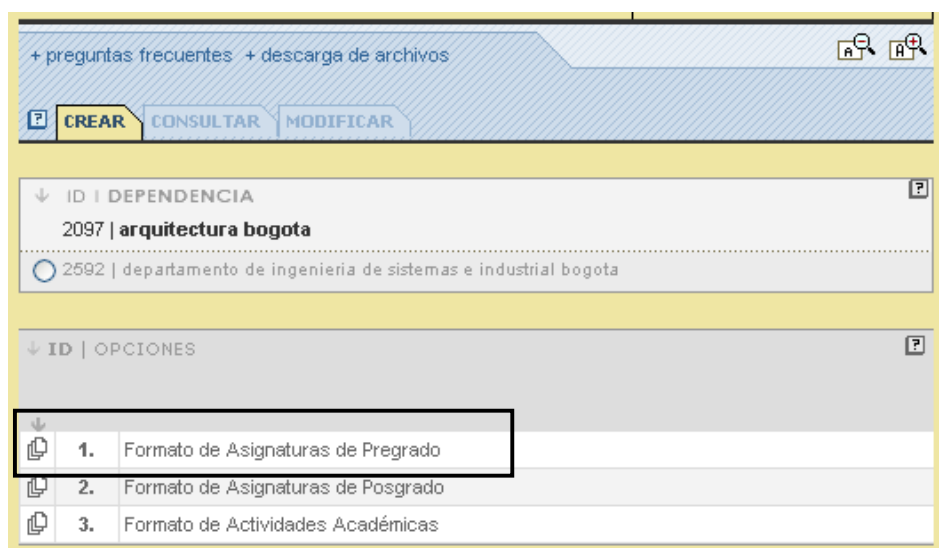 + preguntas frecuentes + descarga de archivos
A A
? CREAR CONSULTAR MODIFICAR
ID | DEPENDENCIA ?
2097 | arquitectura bogota
2592 | departamento de ingenieria de sistemas e industrial bogota
ID | OPCIONES ?
1. Formato de Asignaturas de Pregrado
2. Formato de Asignaturas de Posgrado
3. Formato de Actividades Académicas